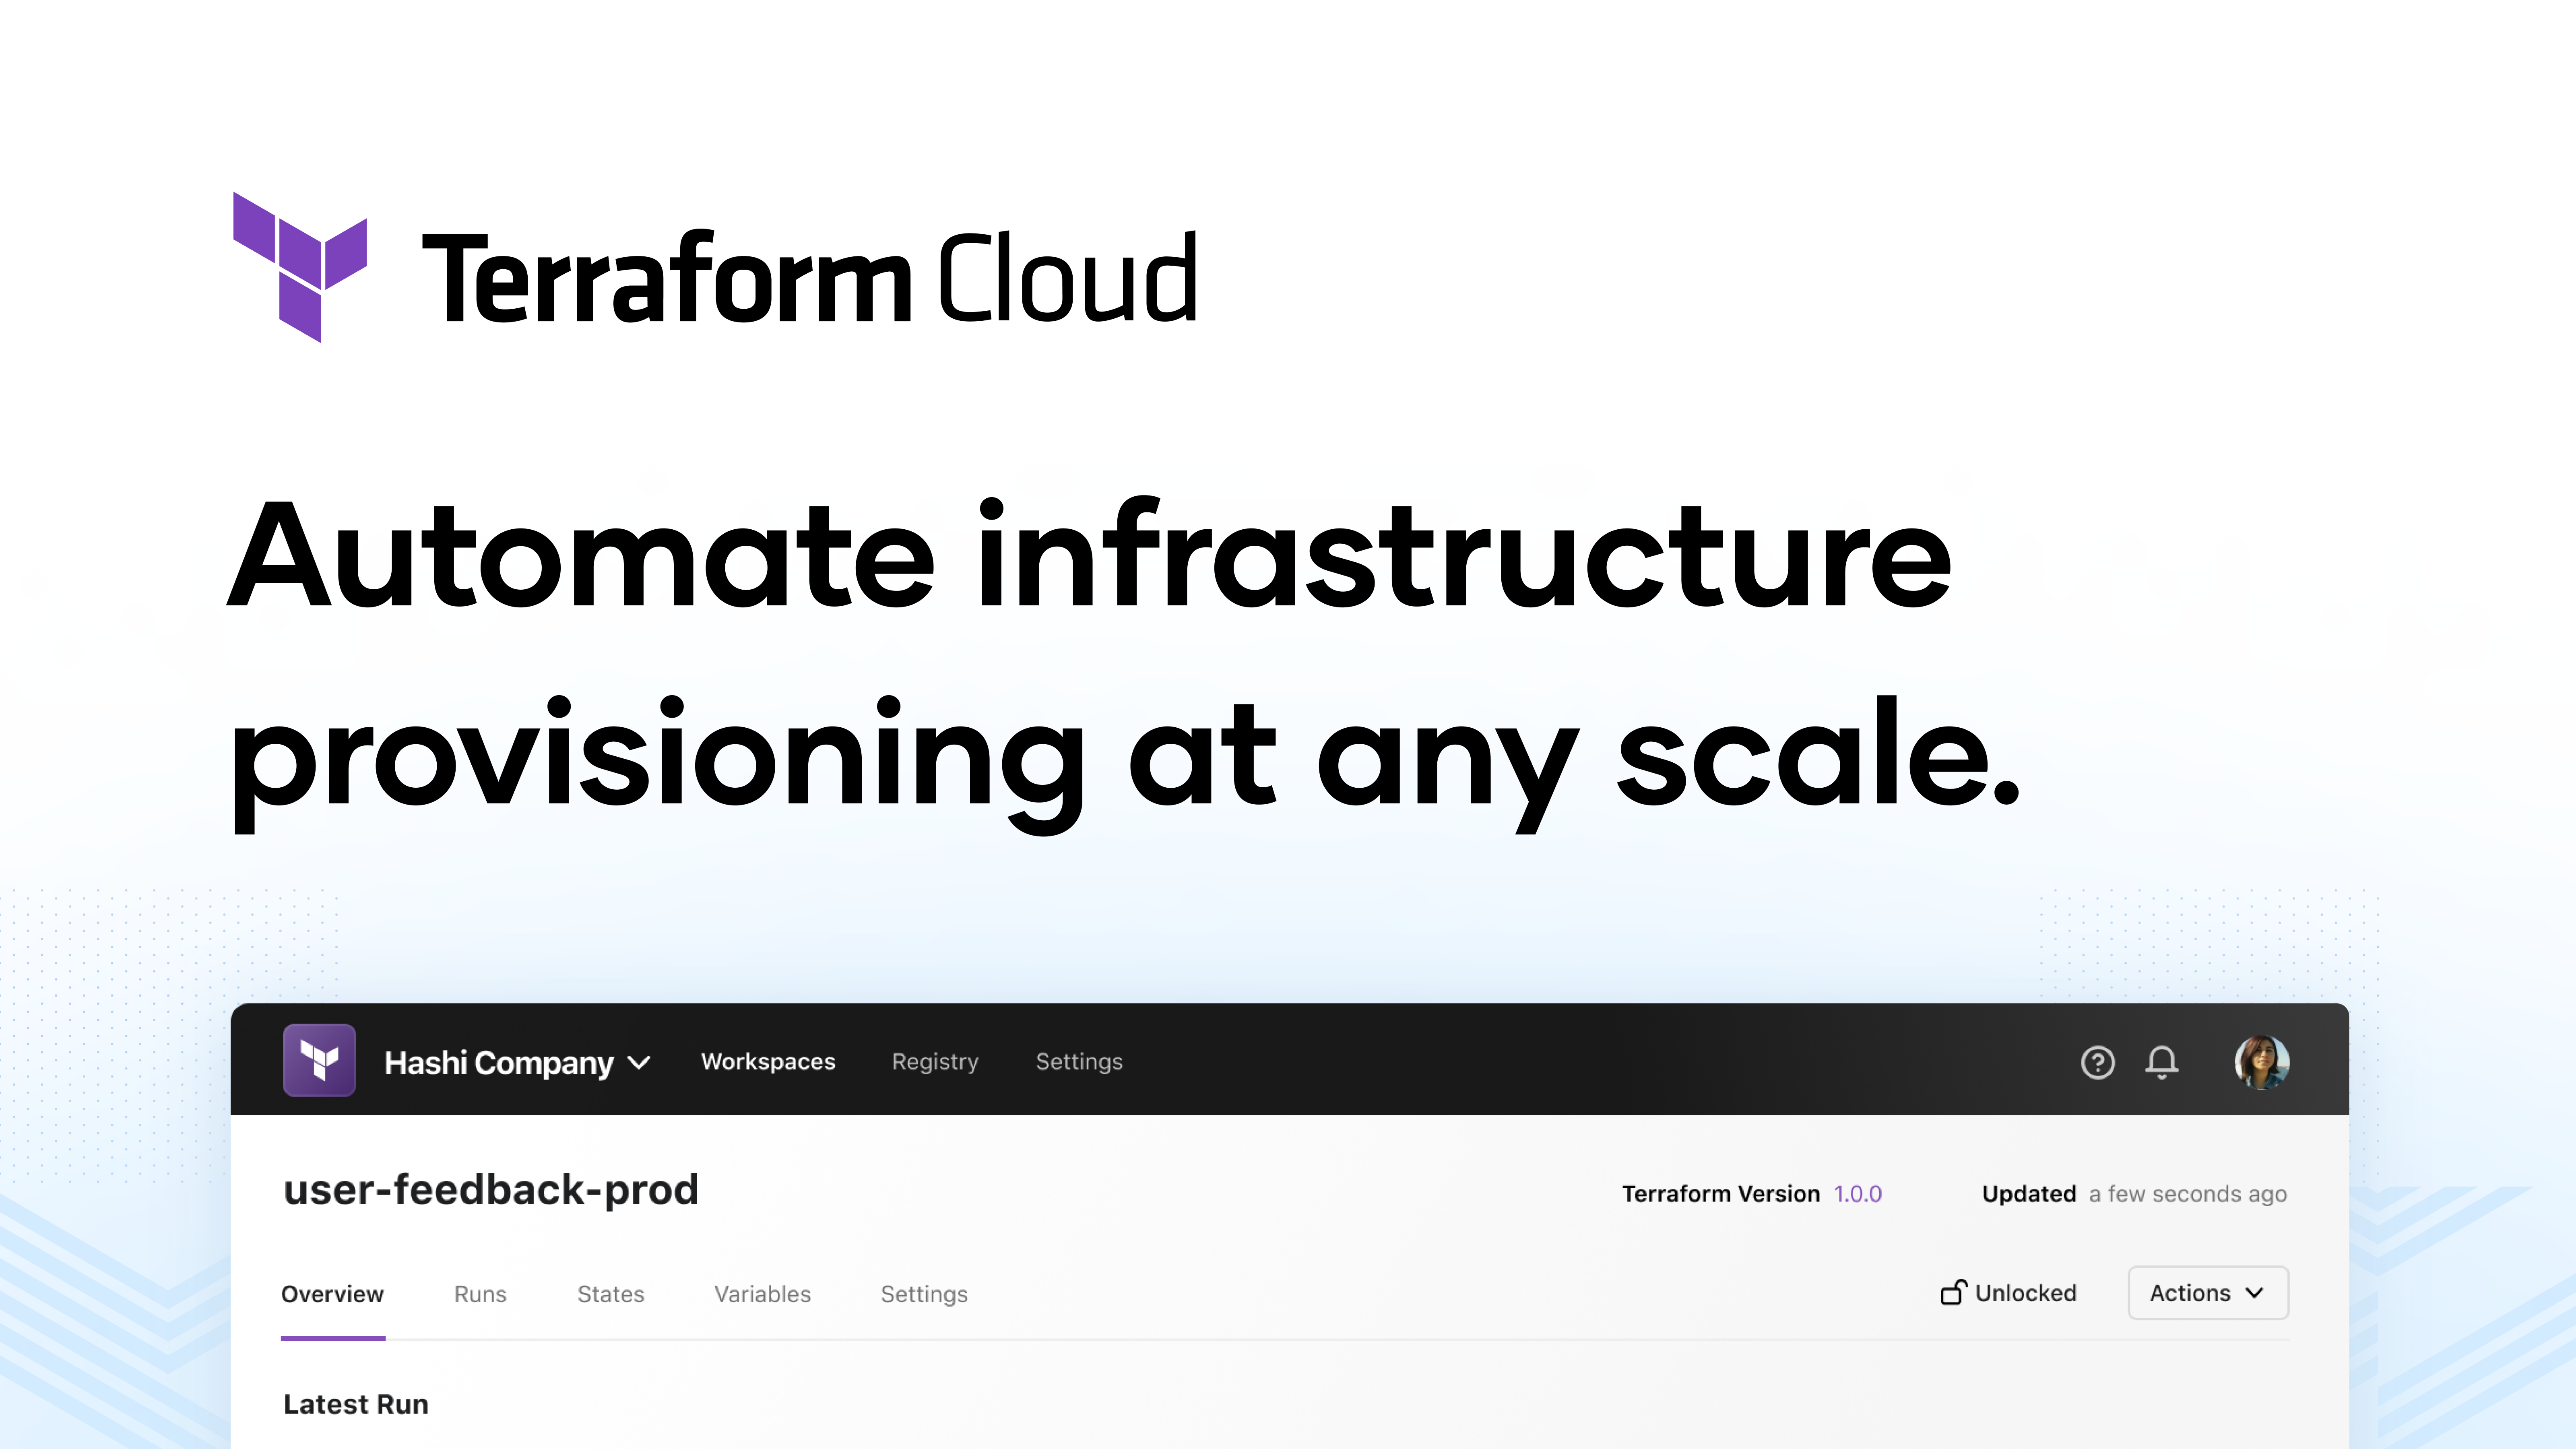 Terraform Cloud
Automate infrastructure
provisioning at any scale.
Hashi Company Workspaces Registry Settings
user-feedback-prod Terraform Version 1.0.0 Updated a few seconds ago
Overview Runs States Variables Settings Unlocked Actions
Latest Run